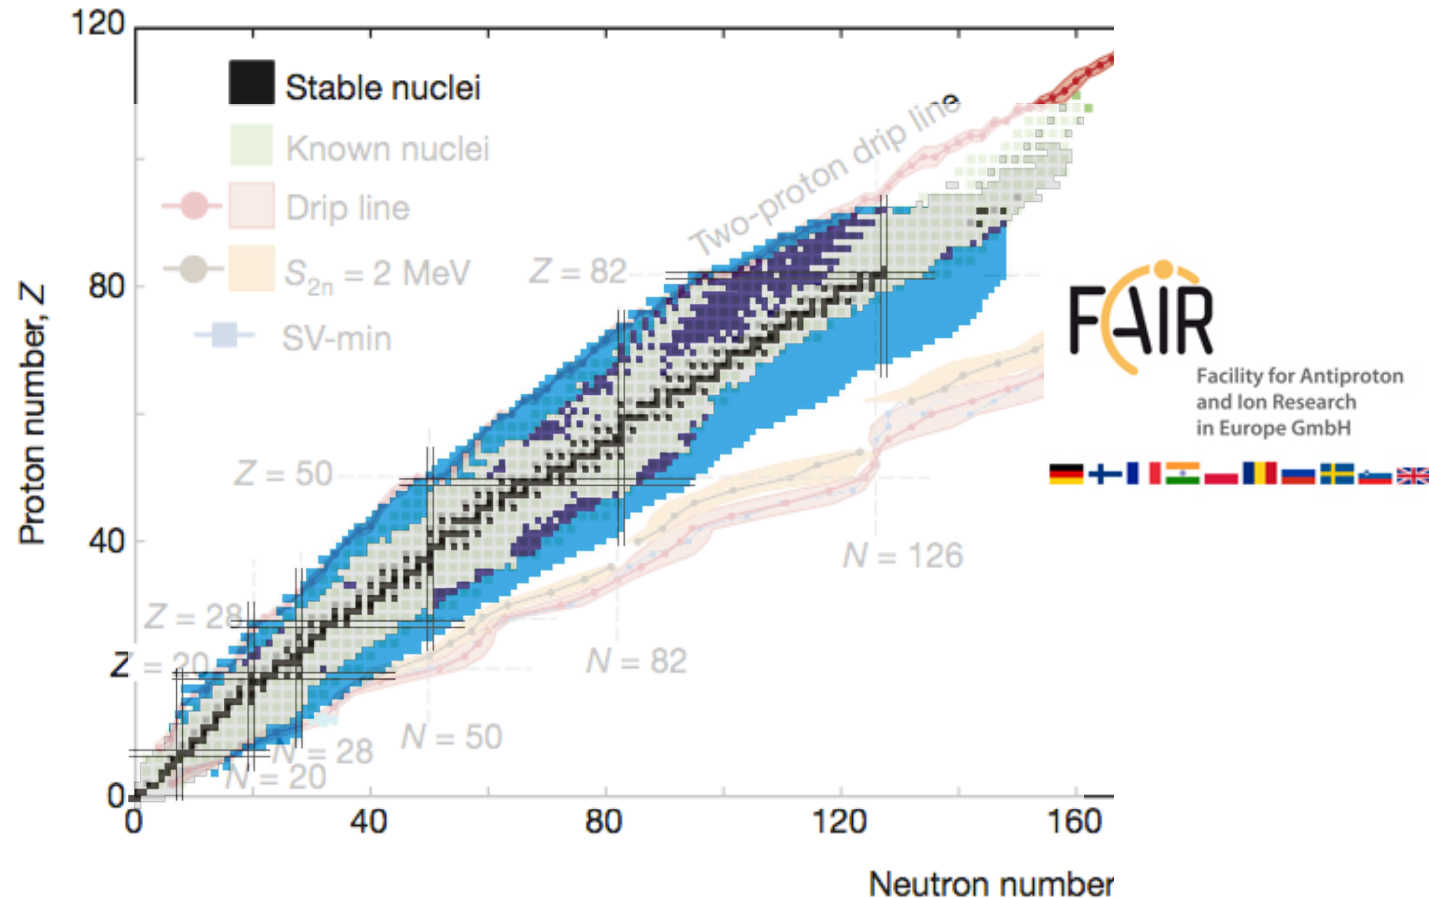 120
Stable nuclei
Known nuclei
Drip line
S2n = 2 MeV
SV-min
Two-proton drip line
Z = 82
80
Proton number, Z
FAIR
Facility for Antiproton
and Ion Research
in Europe GmbH
Z = 50
40
N = 126
Z = 28
Z = 20
N = 82
N = 50
N = 28
N = 20
0
0
40
80
120
160
Neutron number